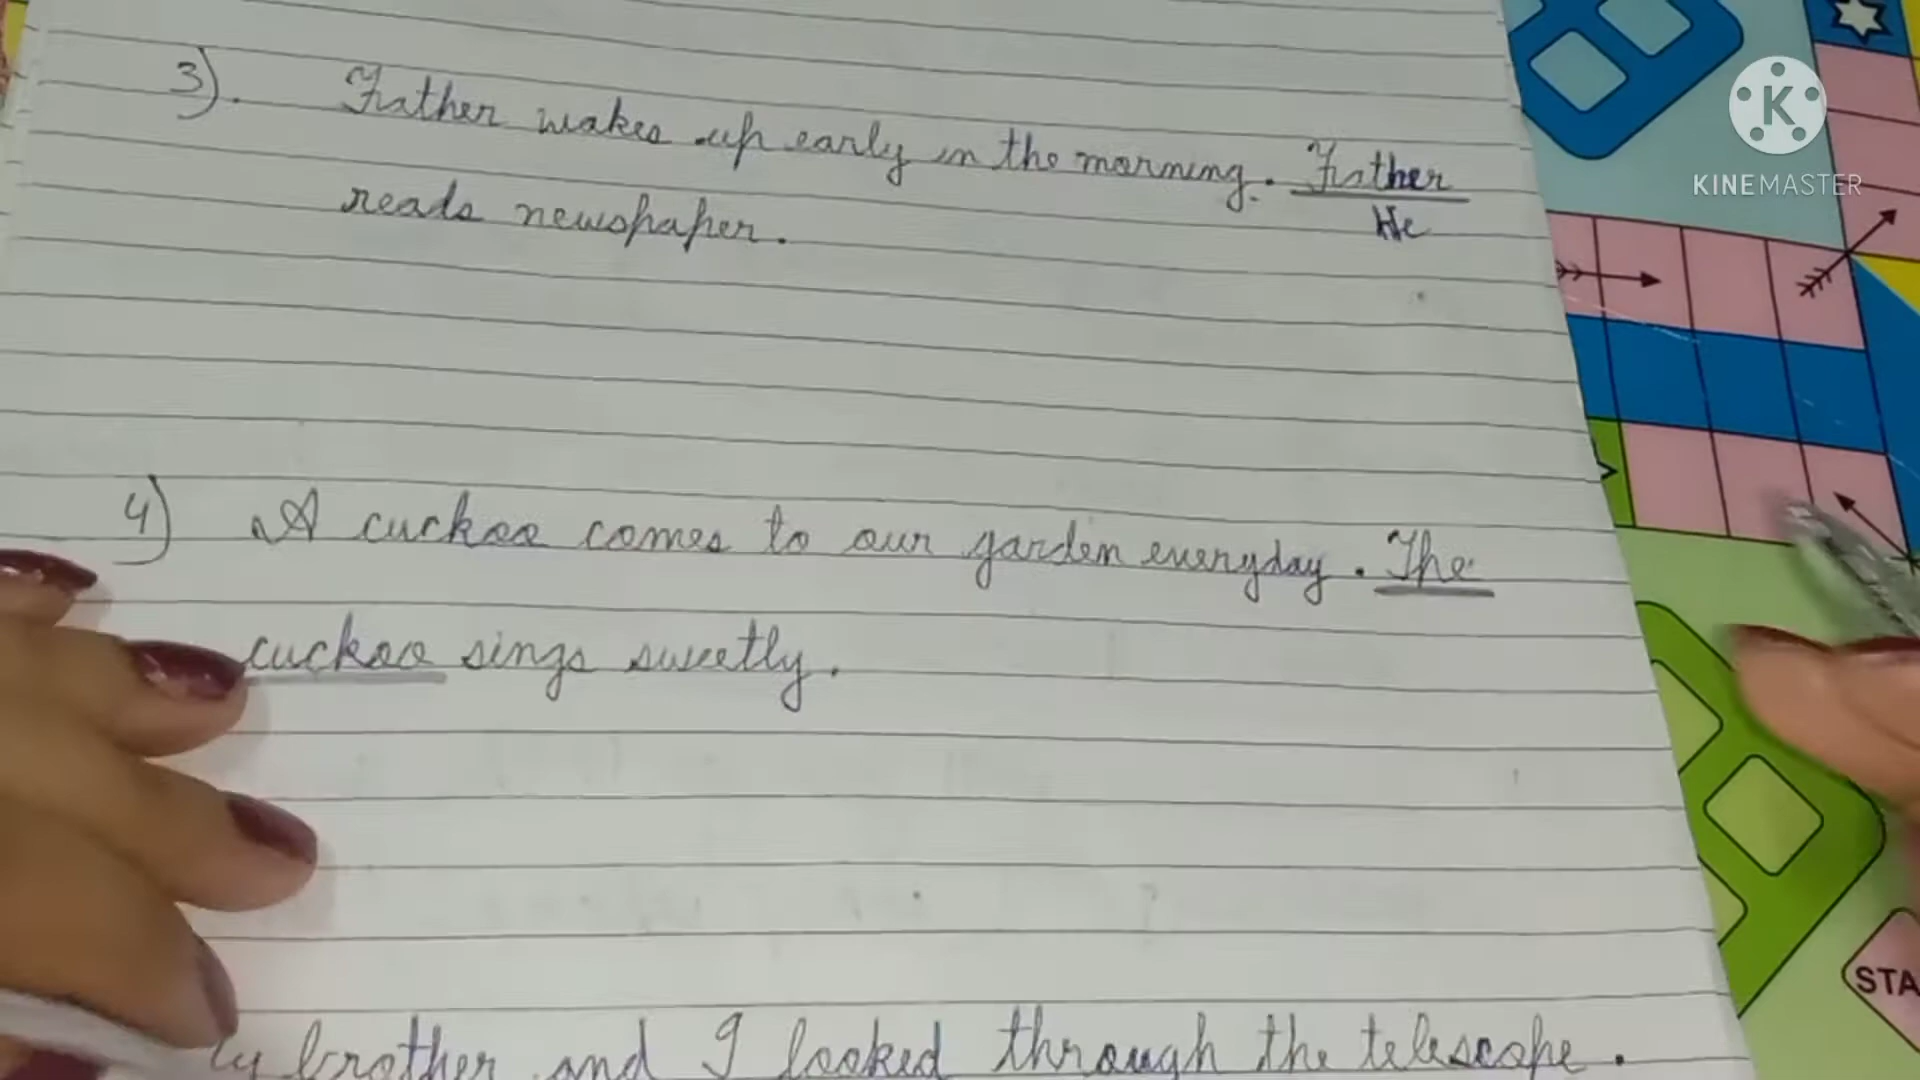 3). Father wakes up early in the morning. Father
He
reads newspaper.
4) A cuckoo comes to our garden everyday. The
cuckoo sings sweetly.
brother and I looked through the telescope.
K
KINEMASTER